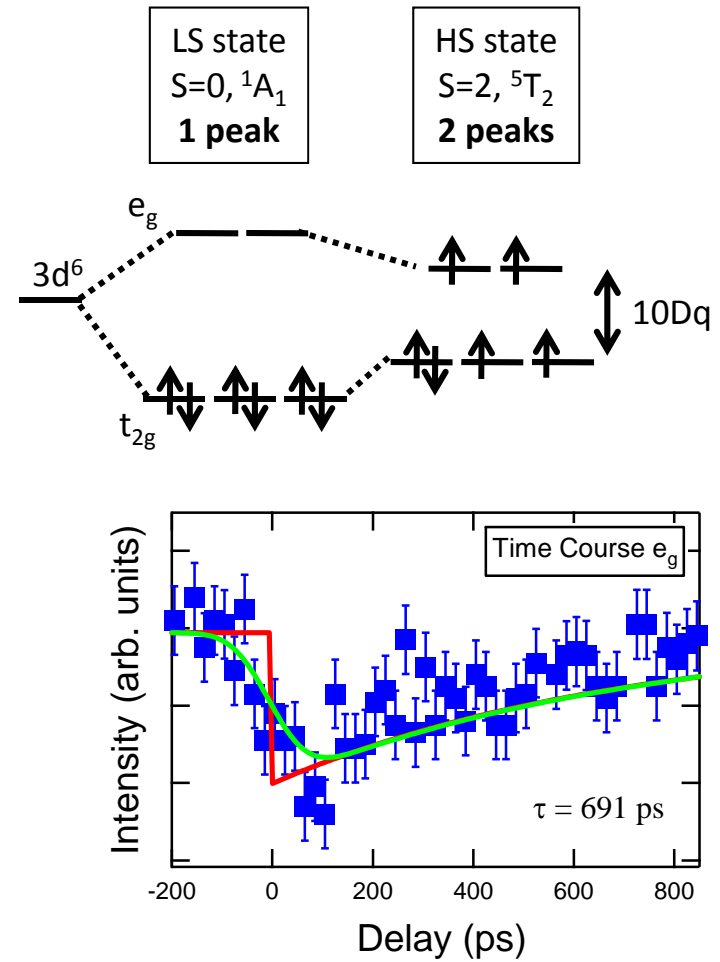 LS state
S=0, ¹A₁
1 peak
HS state
S=2, ⁵T₂
2 peaks
e_g
3d⁶
10Dq
t₂g
Time Course e_g
Intensity (arb. units)
τ = 691 ps
-200 0 200 400 600 800
Delay (ps)